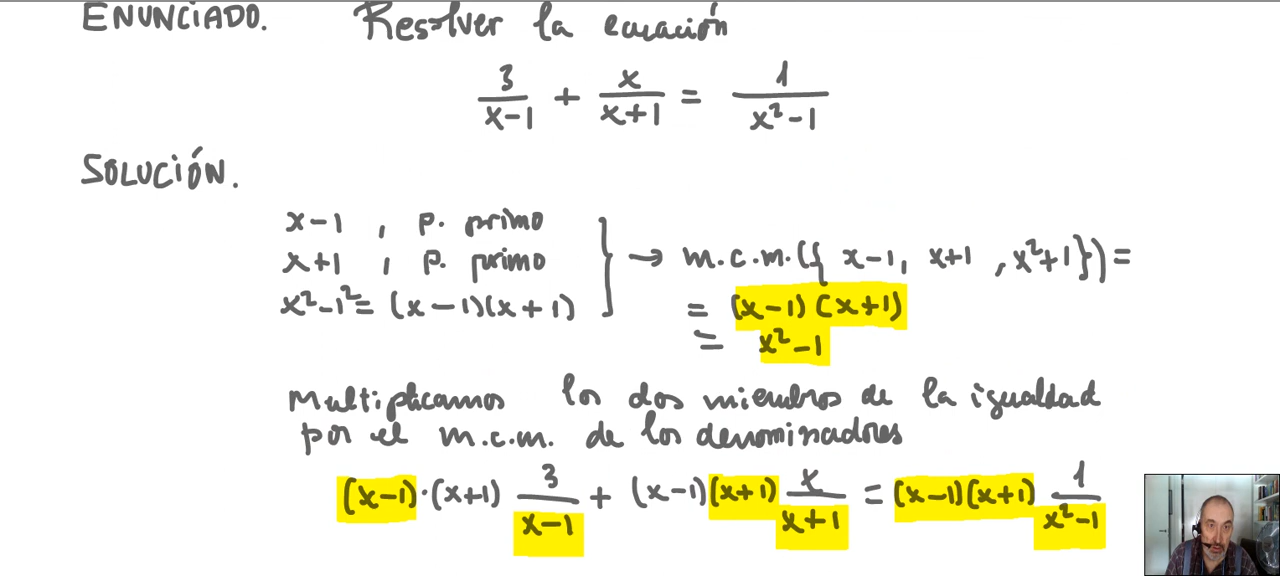 ENUNCIADO. Resolver la ecuación
3/(x-1) + x/(x+1) = 1/(x²-1)
SOLUCIÓN.
x-1 , p. primo
x+1 , p. primo
x²-1² = (x-1)(x+1)
→ m.c.m.({ x-1, x+1 , x²+1}) =
= (x-1)(x+1)
= x²-1
Multiplicamos los dos miembros de la igualdad
por el m.c.m. de los denominadores
(x-1)·(x+1) 3/(x-1) + (x-1)(x+1) x/(x+1) = (x-1)(x+1) 1/(x²-1)